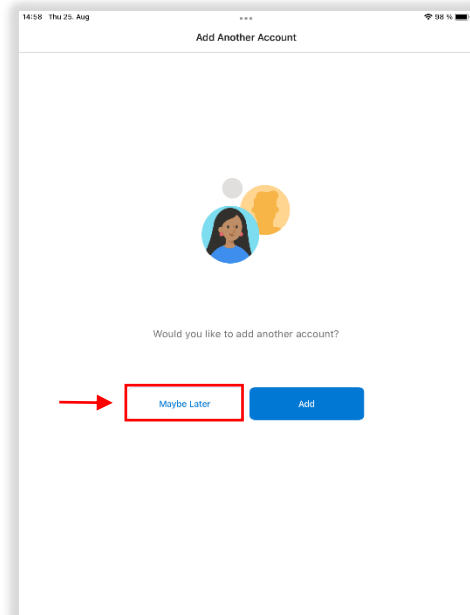 14:58 Thu 25. Aug 98 %
Add Another Account
Would you like to add another account?
Maybe Later Add